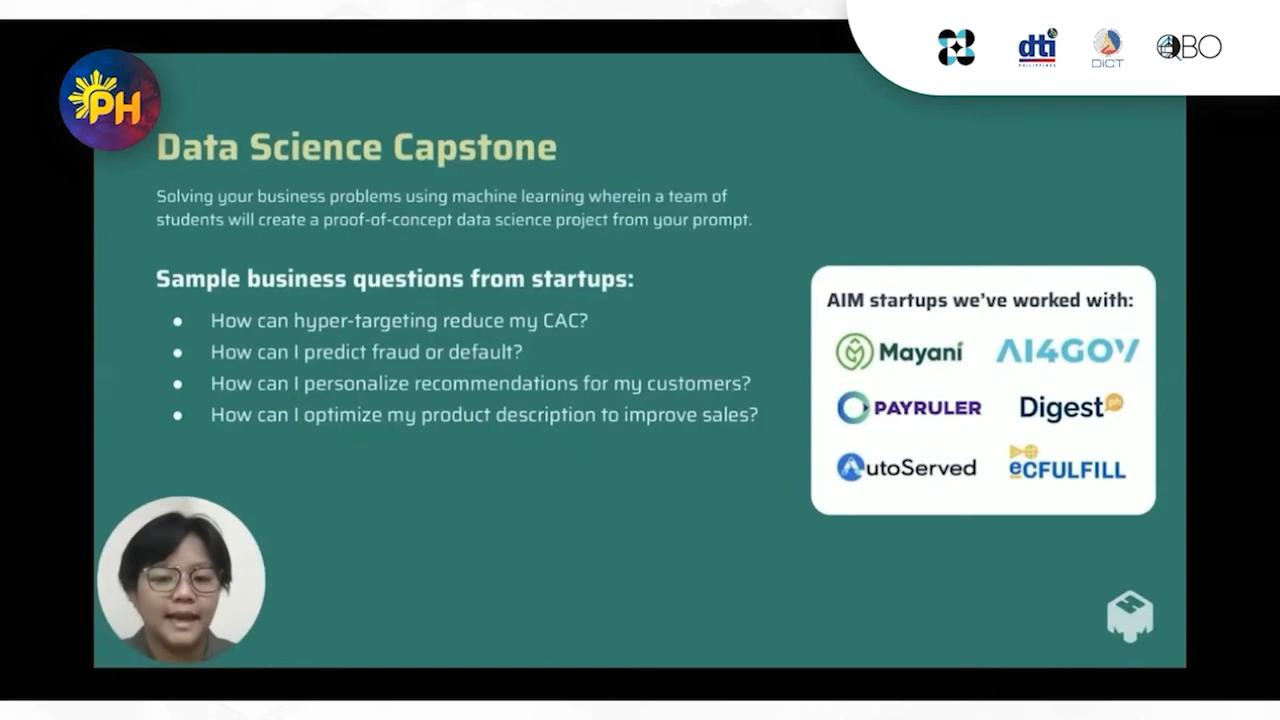 PH
dti
PHILIPPINES
DICT
QBO
Data Science Capstone
Solving your business problems using machine learning wherein a team of
students will create a proof-of-concept data science project from your prompt.
Sample business questions from startups:
● How can hyper-targeting reduce my CAC?
● How can I predict fraud or default?
● How can I personalize recommendations for my customers?
● How can I optimize my product description to improve sales?
AIM startups we've worked with:
Mayani AI4GOV
PAYRULER Digest ph
AutoServed eCFULFILL